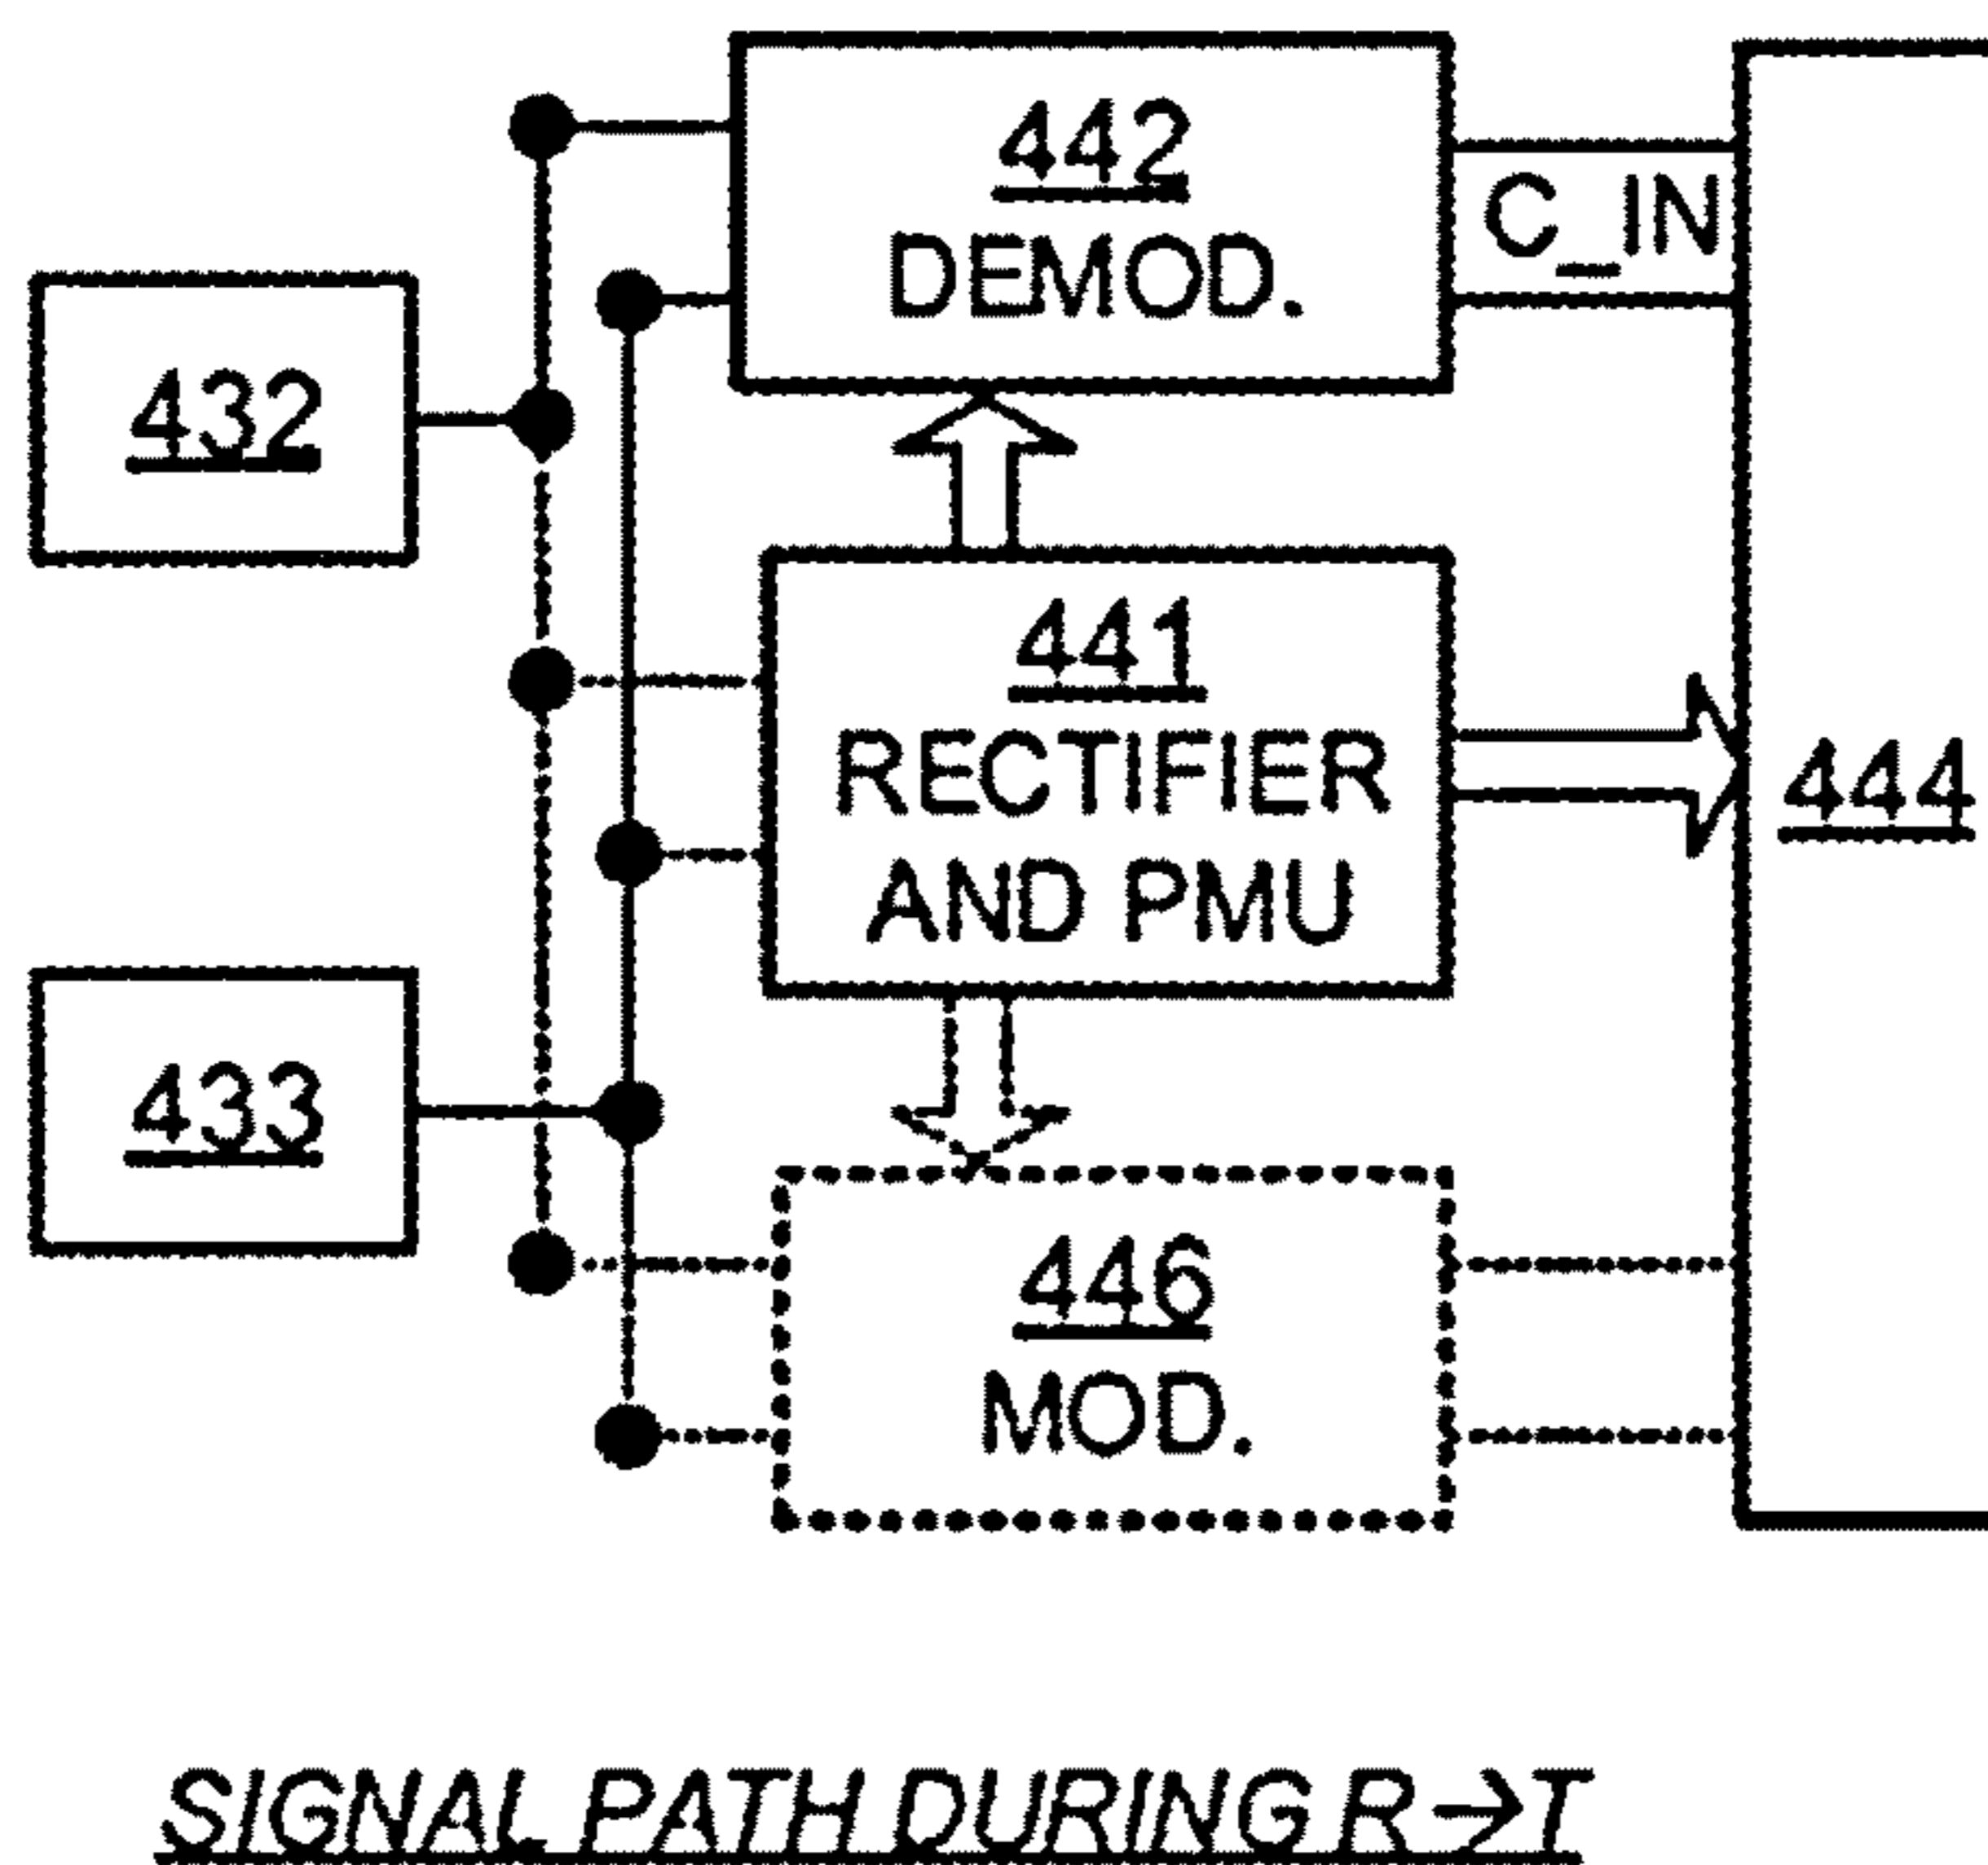 442
DEMOD.
C_IN
432
441
RECTIFIER
AND PMU
444
433
446
MOD.
SIGNAL PATH DURING R→T